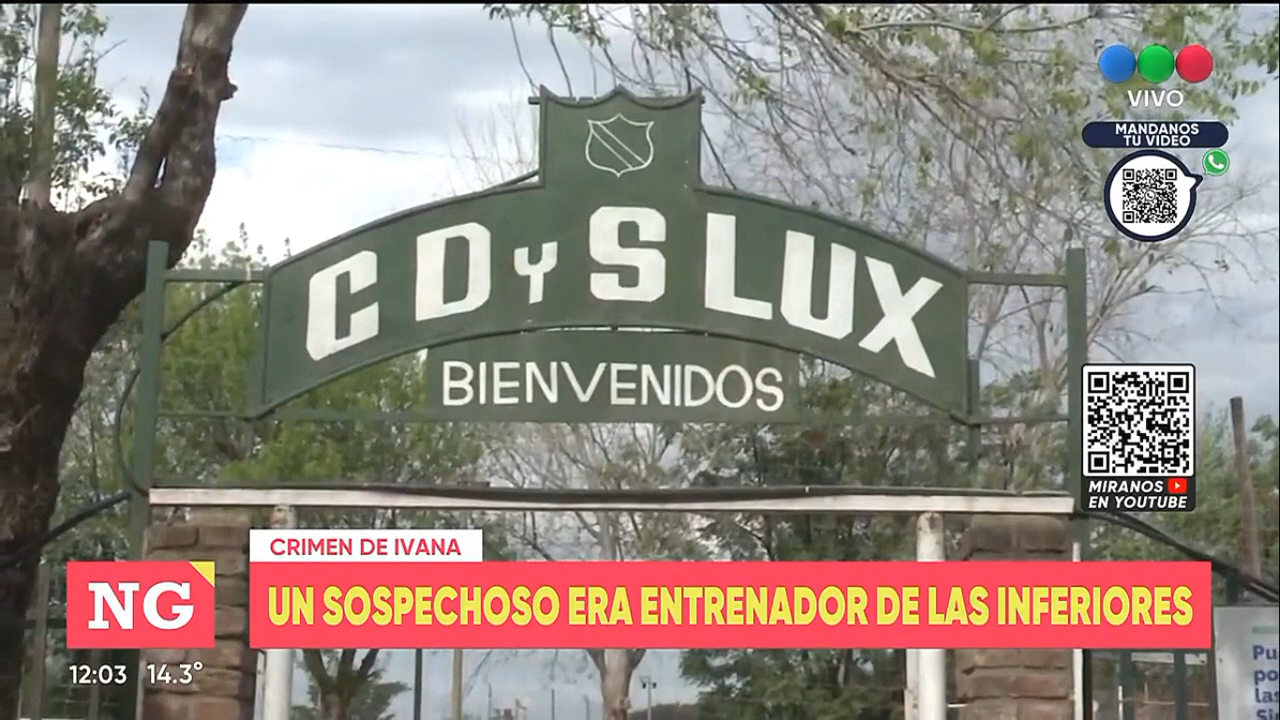 VIVO
MANDANOS
TU VIDEO
C D Y S LUX
BIENVENIDOS
MIRANOS
EN YOUTUBE
CRIMEN DE IVANA
NG
UN SOSPECHOSO ERA ENTRENADOR DE LAS INFERIORES
12:03 14.3°